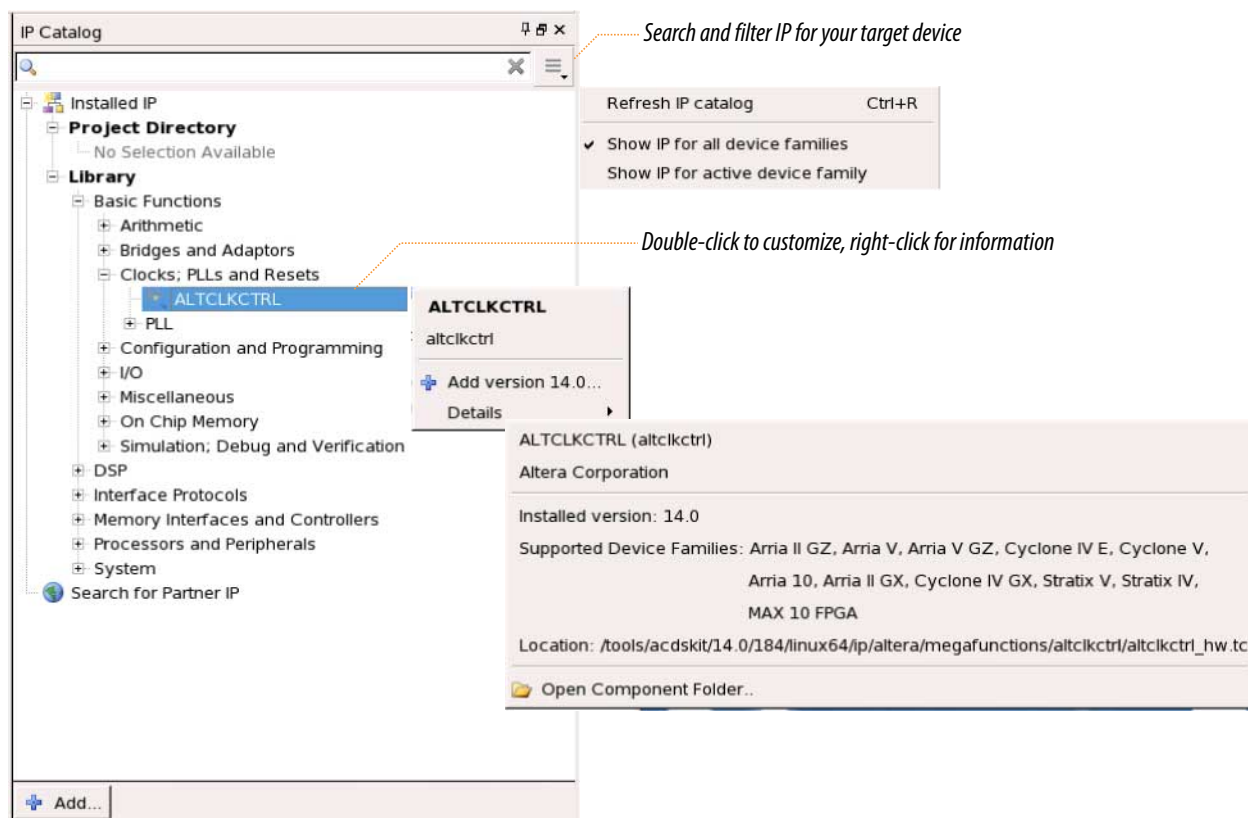 IP Catalog
Search and filter IP for your target device
Installed IP
Project Directory
No Selection Available
Library
Basic Functions
Arithmetic
Bridges and Adaptors
Clocks; PLLs and Resets
ALTCLKCTRL
PLL
Configuration and Programming
I/O
Miscellaneous
On Chip Memory
Simulation; Debug and Verification
DSP
Interface Protocols
Memory Interfaces and Controllers
Processors and Peripherals
System
Search for Partner IP
Add...
Refresh IP catalog Ctrl+R
Show IP for all device families
Show IP for active device family
Double-click to customize, right-click for information
ALTCLKCTRL
altclkctrl
Add version 14.0...
Details
ALTCLKCTRL (altclkctrl)
Altera Corporation
Installed version: 14.0
Supported Device Families: Arria II GZ, Arria V, Arria V GZ, Cyclone IV E, Cyclone V,
Arria 10, Arria II GX, Cyclone IV GX, Stratix V, Stratix IV,
MAX 10 FPGA
Location: /tools/acdskit/14.0/184/linux64/ip/altera/megafunctions/altclkctrl/altclkctrl_hw.tc
Open Component Folder..